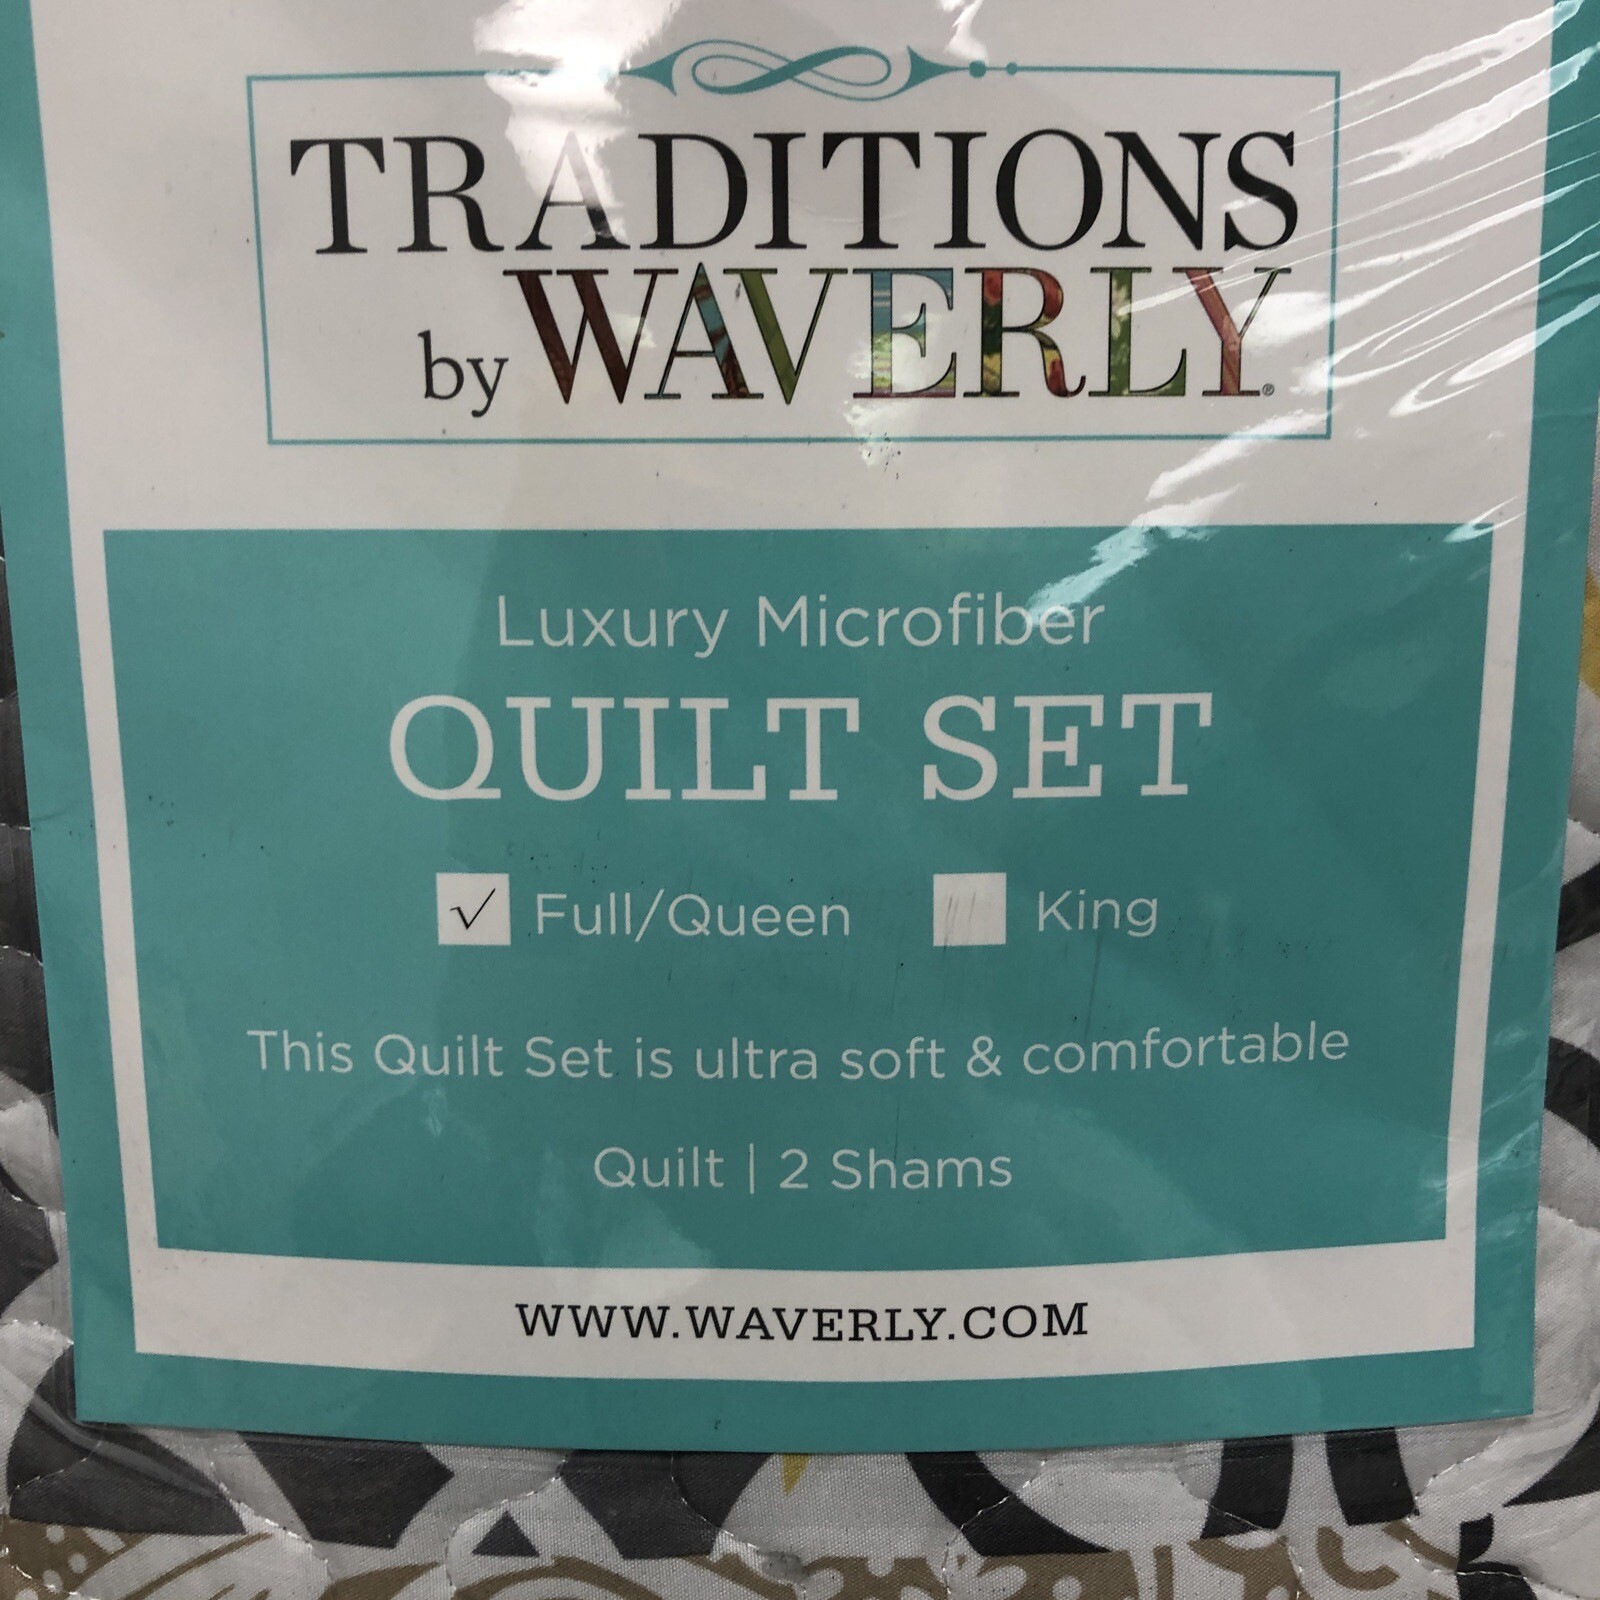 TRADITIONS
by WAVERLY®
Luxury Microfiber
QUILT SET
✓ Full/Queen King
This Quilt Set is ultra soft & comfortable
Quilt | 2 Shams
WWW.WAVERLY.COM